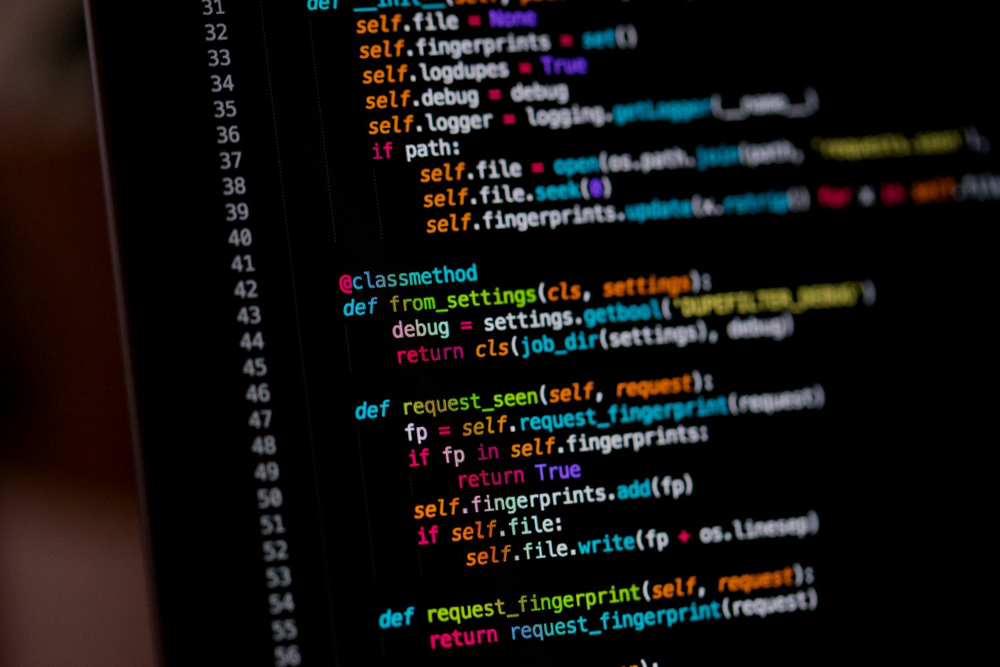 31 def __init__(self,
32 self.file = None
33 self.fingerprints = set()
34 self.logdupes = True
35 self.debug = debug
36 self.logger = logging.getLogger(__name__)
37 if path:
38 self.file = open(os.path.join(path, 'requests.seen'),
39 self.file.seek(0)
40 self.fingerprints.update(x.rstrip() for x in self.file
41
42 @classmethod
43 def from_settings(cls, settings):
44 debug = settings.getbool('DUPEFILTER_DEBUG')
45 return cls(job_dir(settings), debug)
46
47 def request_seen(self, request):
48 fp = self.request_fingerprint(request)
49 if fp in self.fingerprints:
50 return True
51 self.fingerprints.add(fp)
52 if self.file:
53 self.file.write(fp + os.linesep)
54
55 def request_fingerprint(self, request):
56 return request_fingerprint(request)